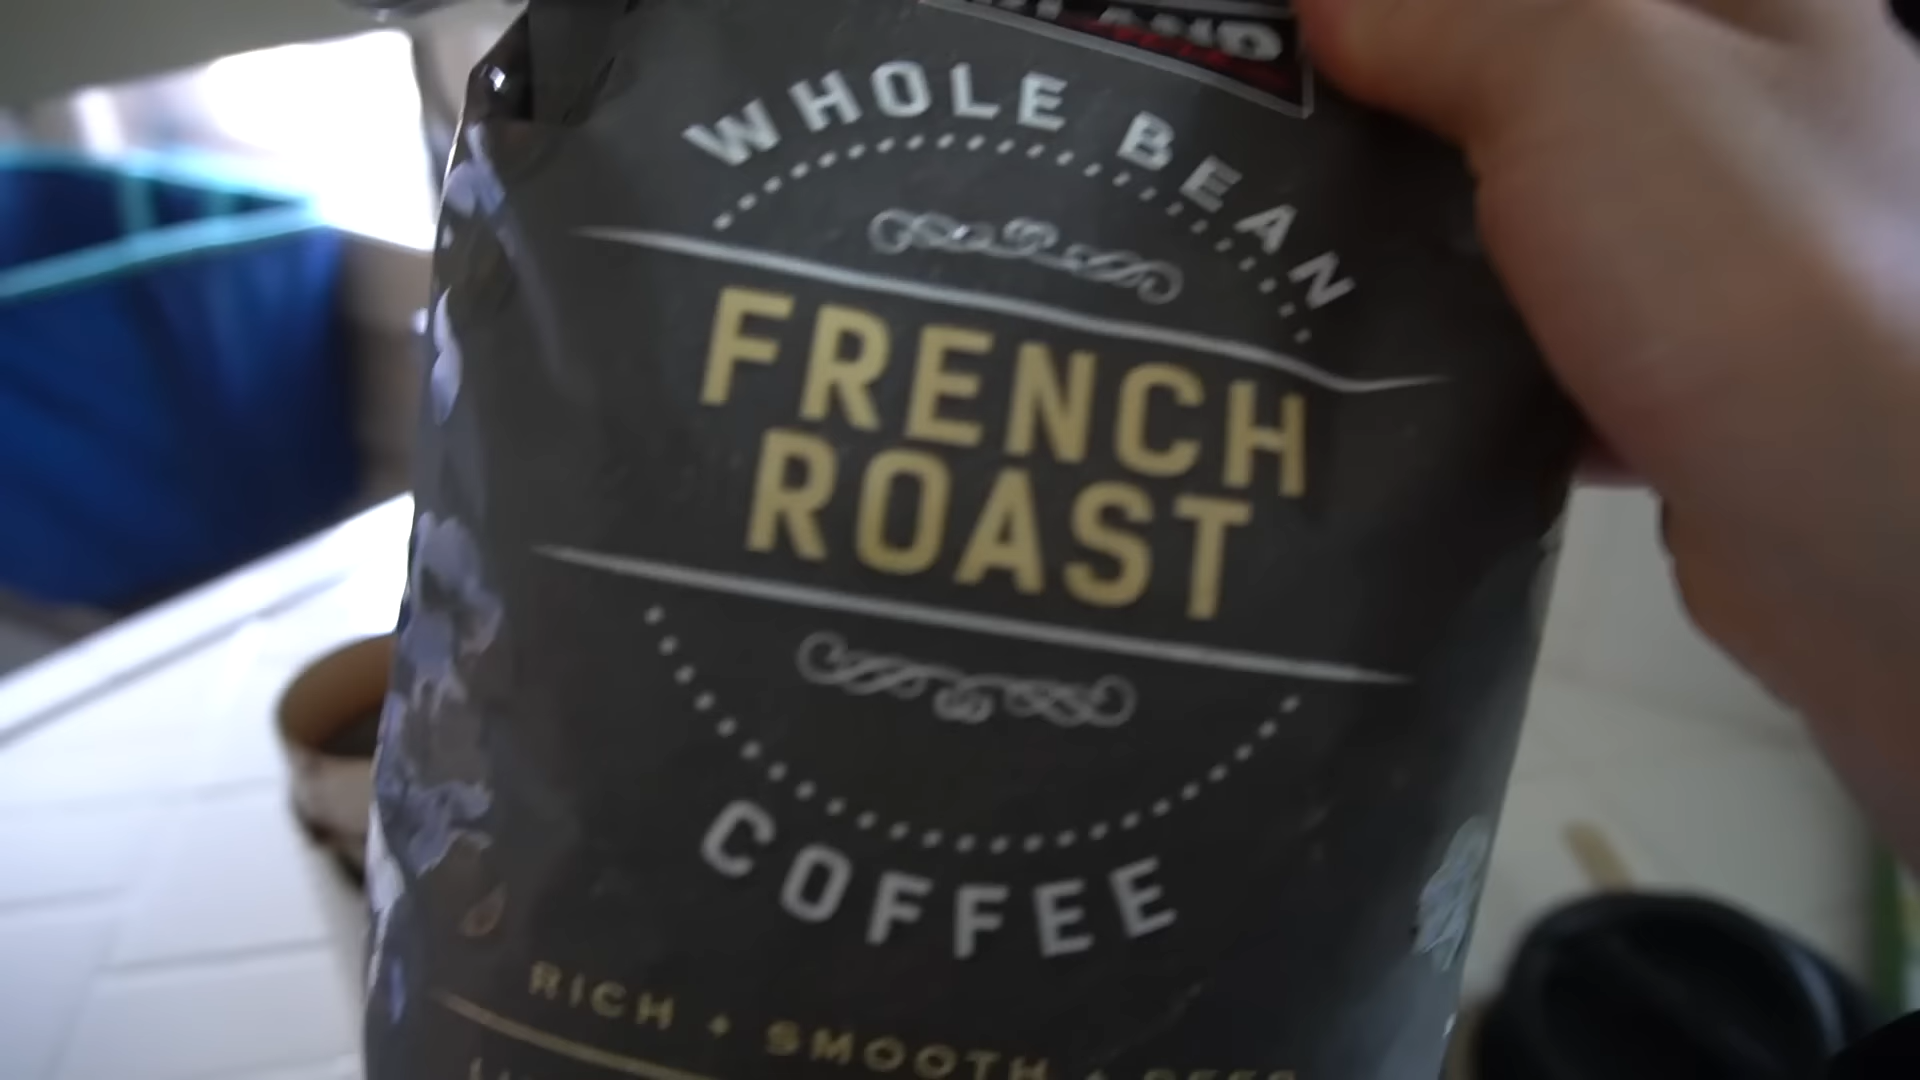 WHOLE BEAN
FRENCH
ROAST
COFFEE
RICH + SMOOTH +